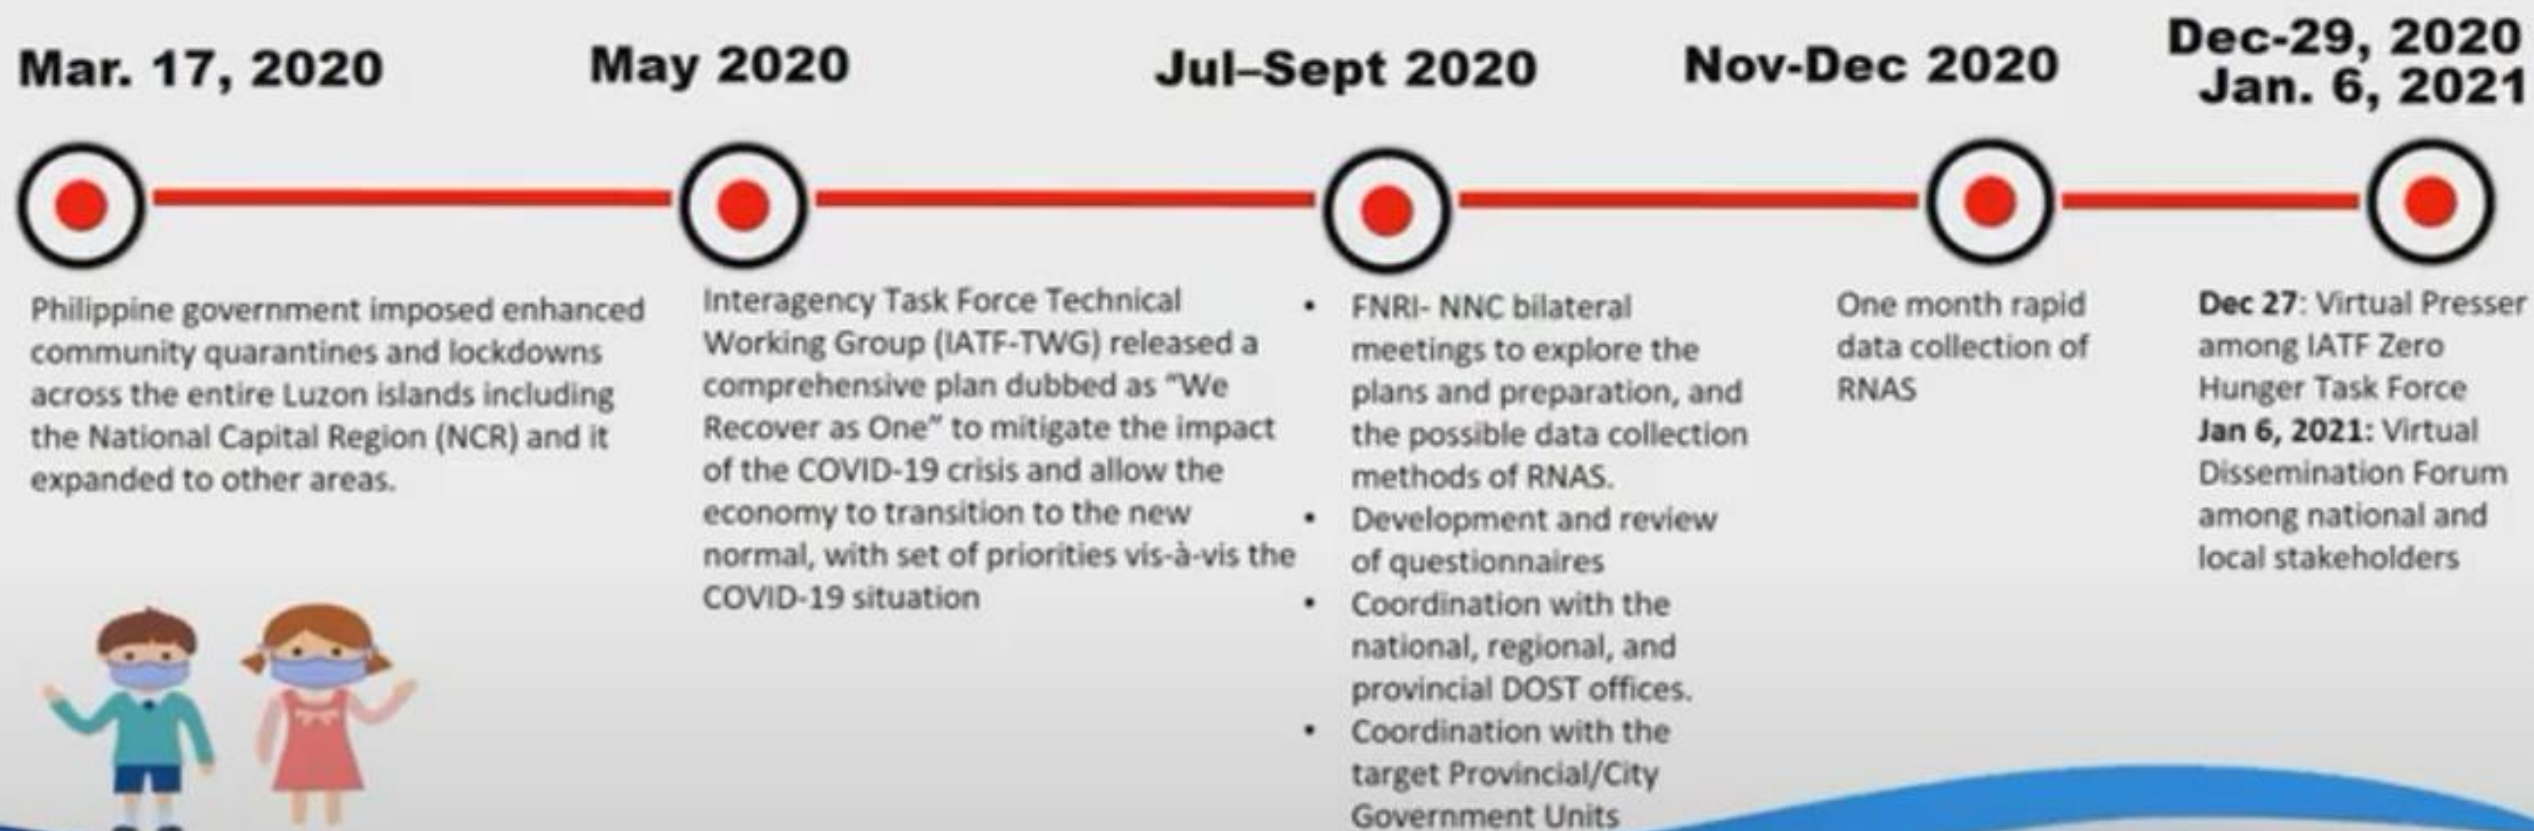 Mar. 17, 2020
Philippine government imposed enhanced
community quarantines and lockdowns
across the entire Luzon islands including
the National Capital Region (NCR) and it
expanded to other areas.
May 2020
Interagency Task Force Technical
Working Group (IATF-TWG) released a
comprehensive plan dubbed as “We
Recover as One” to mitigate the impact
of the COVID-19 crisis and allow the
economy to transition to the new
normal, with set of priorities vis-à-vis the
COVID-19 situation
Jul–Sept 2020
• FNRI- NNC bilateral
meetings to explore the
plans and preparation, and
the possible data collection
methods of RNAS.
• Development and review
of questionnaires
• Coordination with the
national, regional, and
provincial DOST offices.
• Coordination with the
target Provincial/City
Government Units
Nov-Dec 2020
One month rapid
data collection of
RNAS
Dec-29, 2020
Jan. 6, 2021
Dec 27: Virtual Presser
among IATF Zero
Hunger Task Force
Jan 6, 2021: Virtual
Dissemination Forum
among national and
local stakeholders